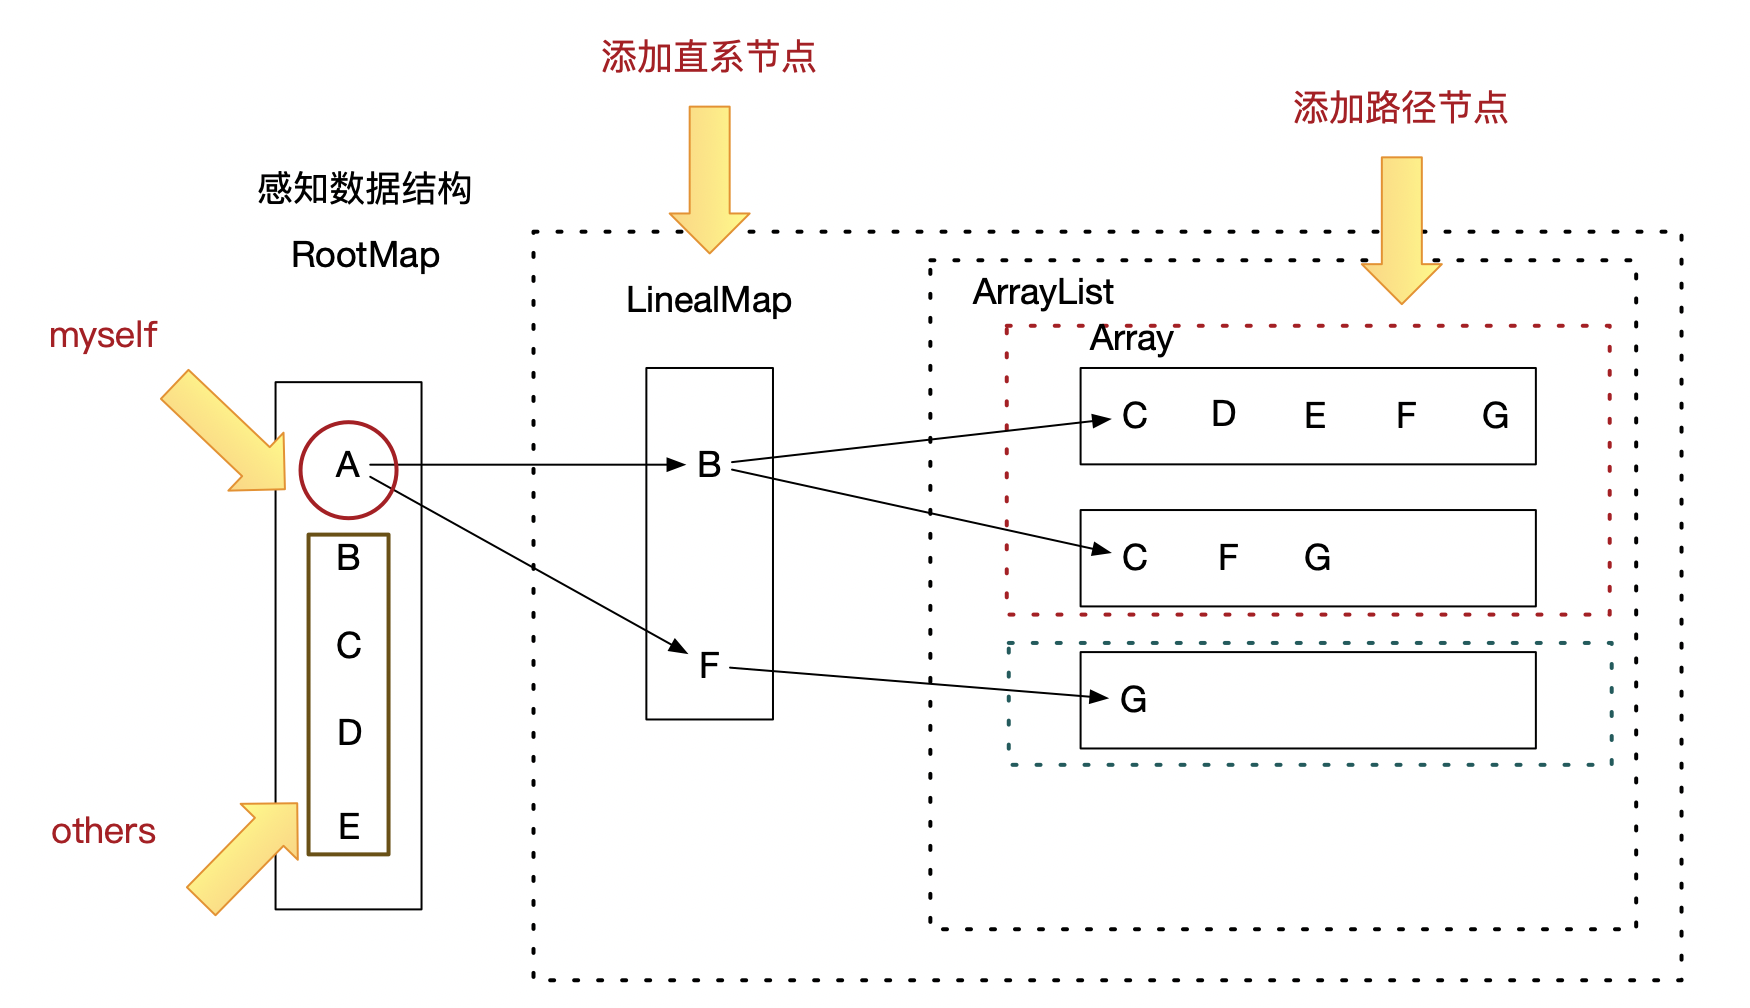 添加直系节点
添加路径节点
感知数据结构
RootMap
LinealMap
ArrayList
Array
myself
A
B
C
D
E
others
B
F
C D E F G
C F G
G